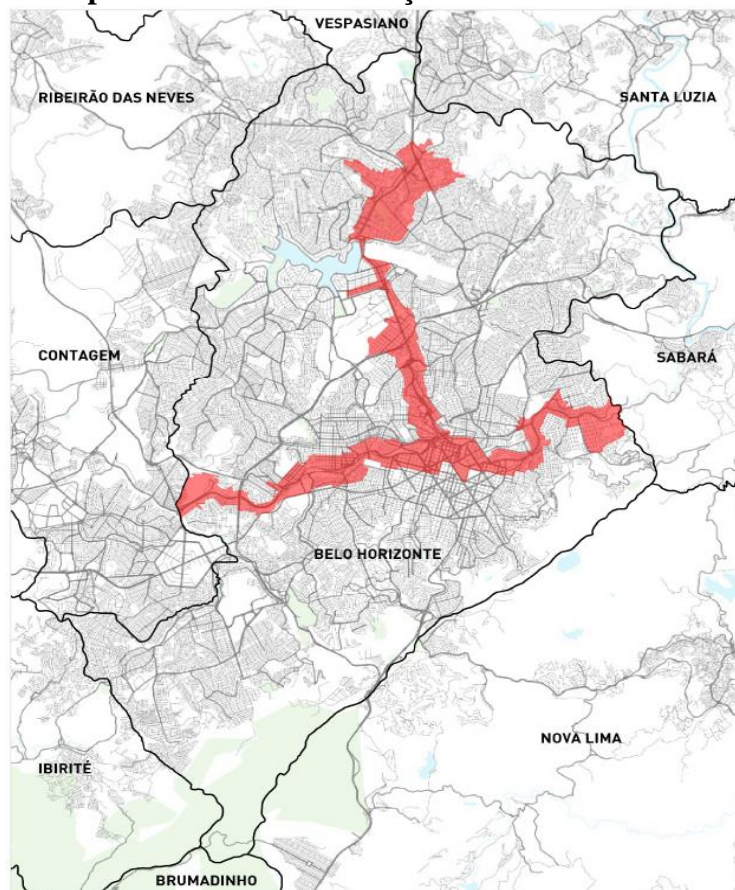 VESPASIANO
RIBEIRÃO DAS NEVES
SANTA LUZIA
CONTAGEM
SABARÁ
BELO HORIZONTE
NOVA LIMA
IBIRITÉ
BRUMADINHO